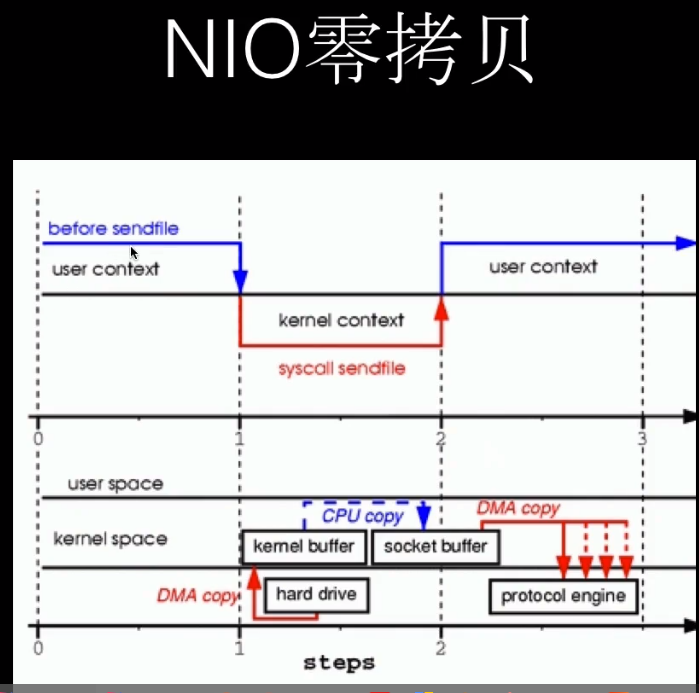 NIO零拷贝
before sendfile
user context
user context
kernel context
syscall sendfile
0 1 2 3
user space
CPU copy
DMA copy
kernel space
kernel buffer
socket buffer
DMA copy
hard drive
protocol engine
0 1 2
steps